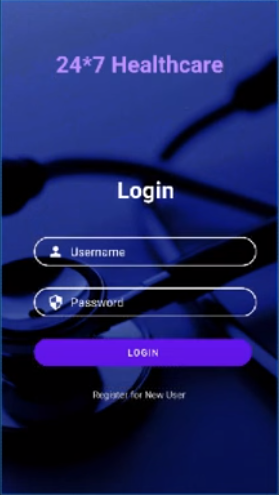 24*7 Healthcare
Login
Username
Password
LOGIN
Register for New User